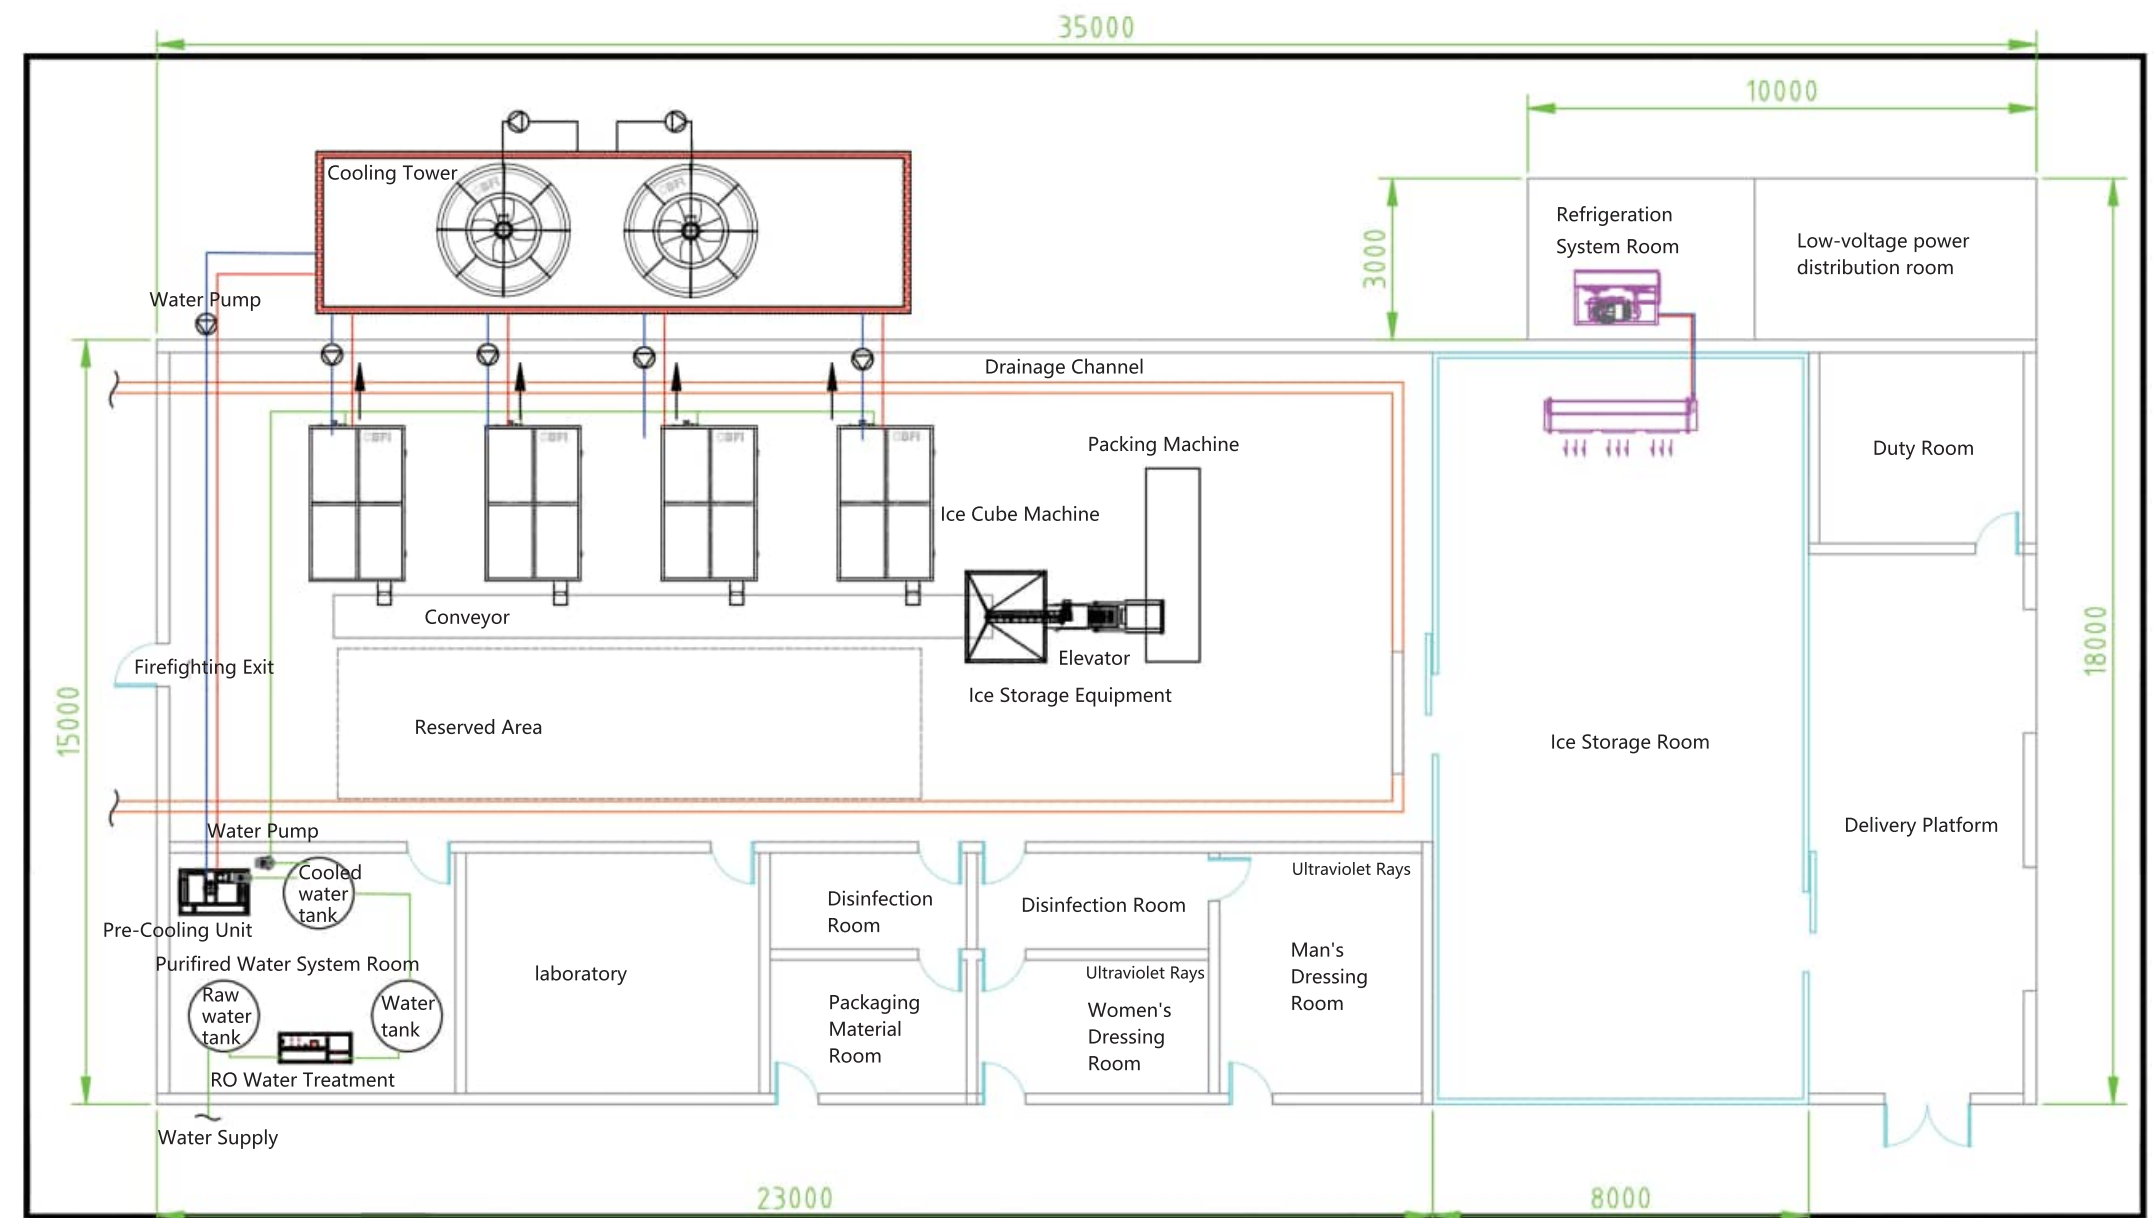 35000
10000
Cooling Tower
Refrigeration
System Room
Low-voltage power
distribution room
3000
Water Pump
Drainage Channel
Packing Machine
Duty Room
Ice Cube Machine
Conveyor
Elevator
Firefighting Exit
Ice Storage Equipment
18000
15000
Reserved Area
Ice Storage Room
Delivery Platform
Water Pump
Cooled
water
tank
Ultraviolet Rays
Disinfection
Room
Disinfection Room
Pre-Cooling Unit
Man's
Dressing
Room
Purifired Water System Room
laboratory
Ultraviolet Rays
Raw
water
tank
Water
tank
Packaging
Material
Room
Women's
Dressing
Room
RO Water Treatment
Water Supply
23000
8000